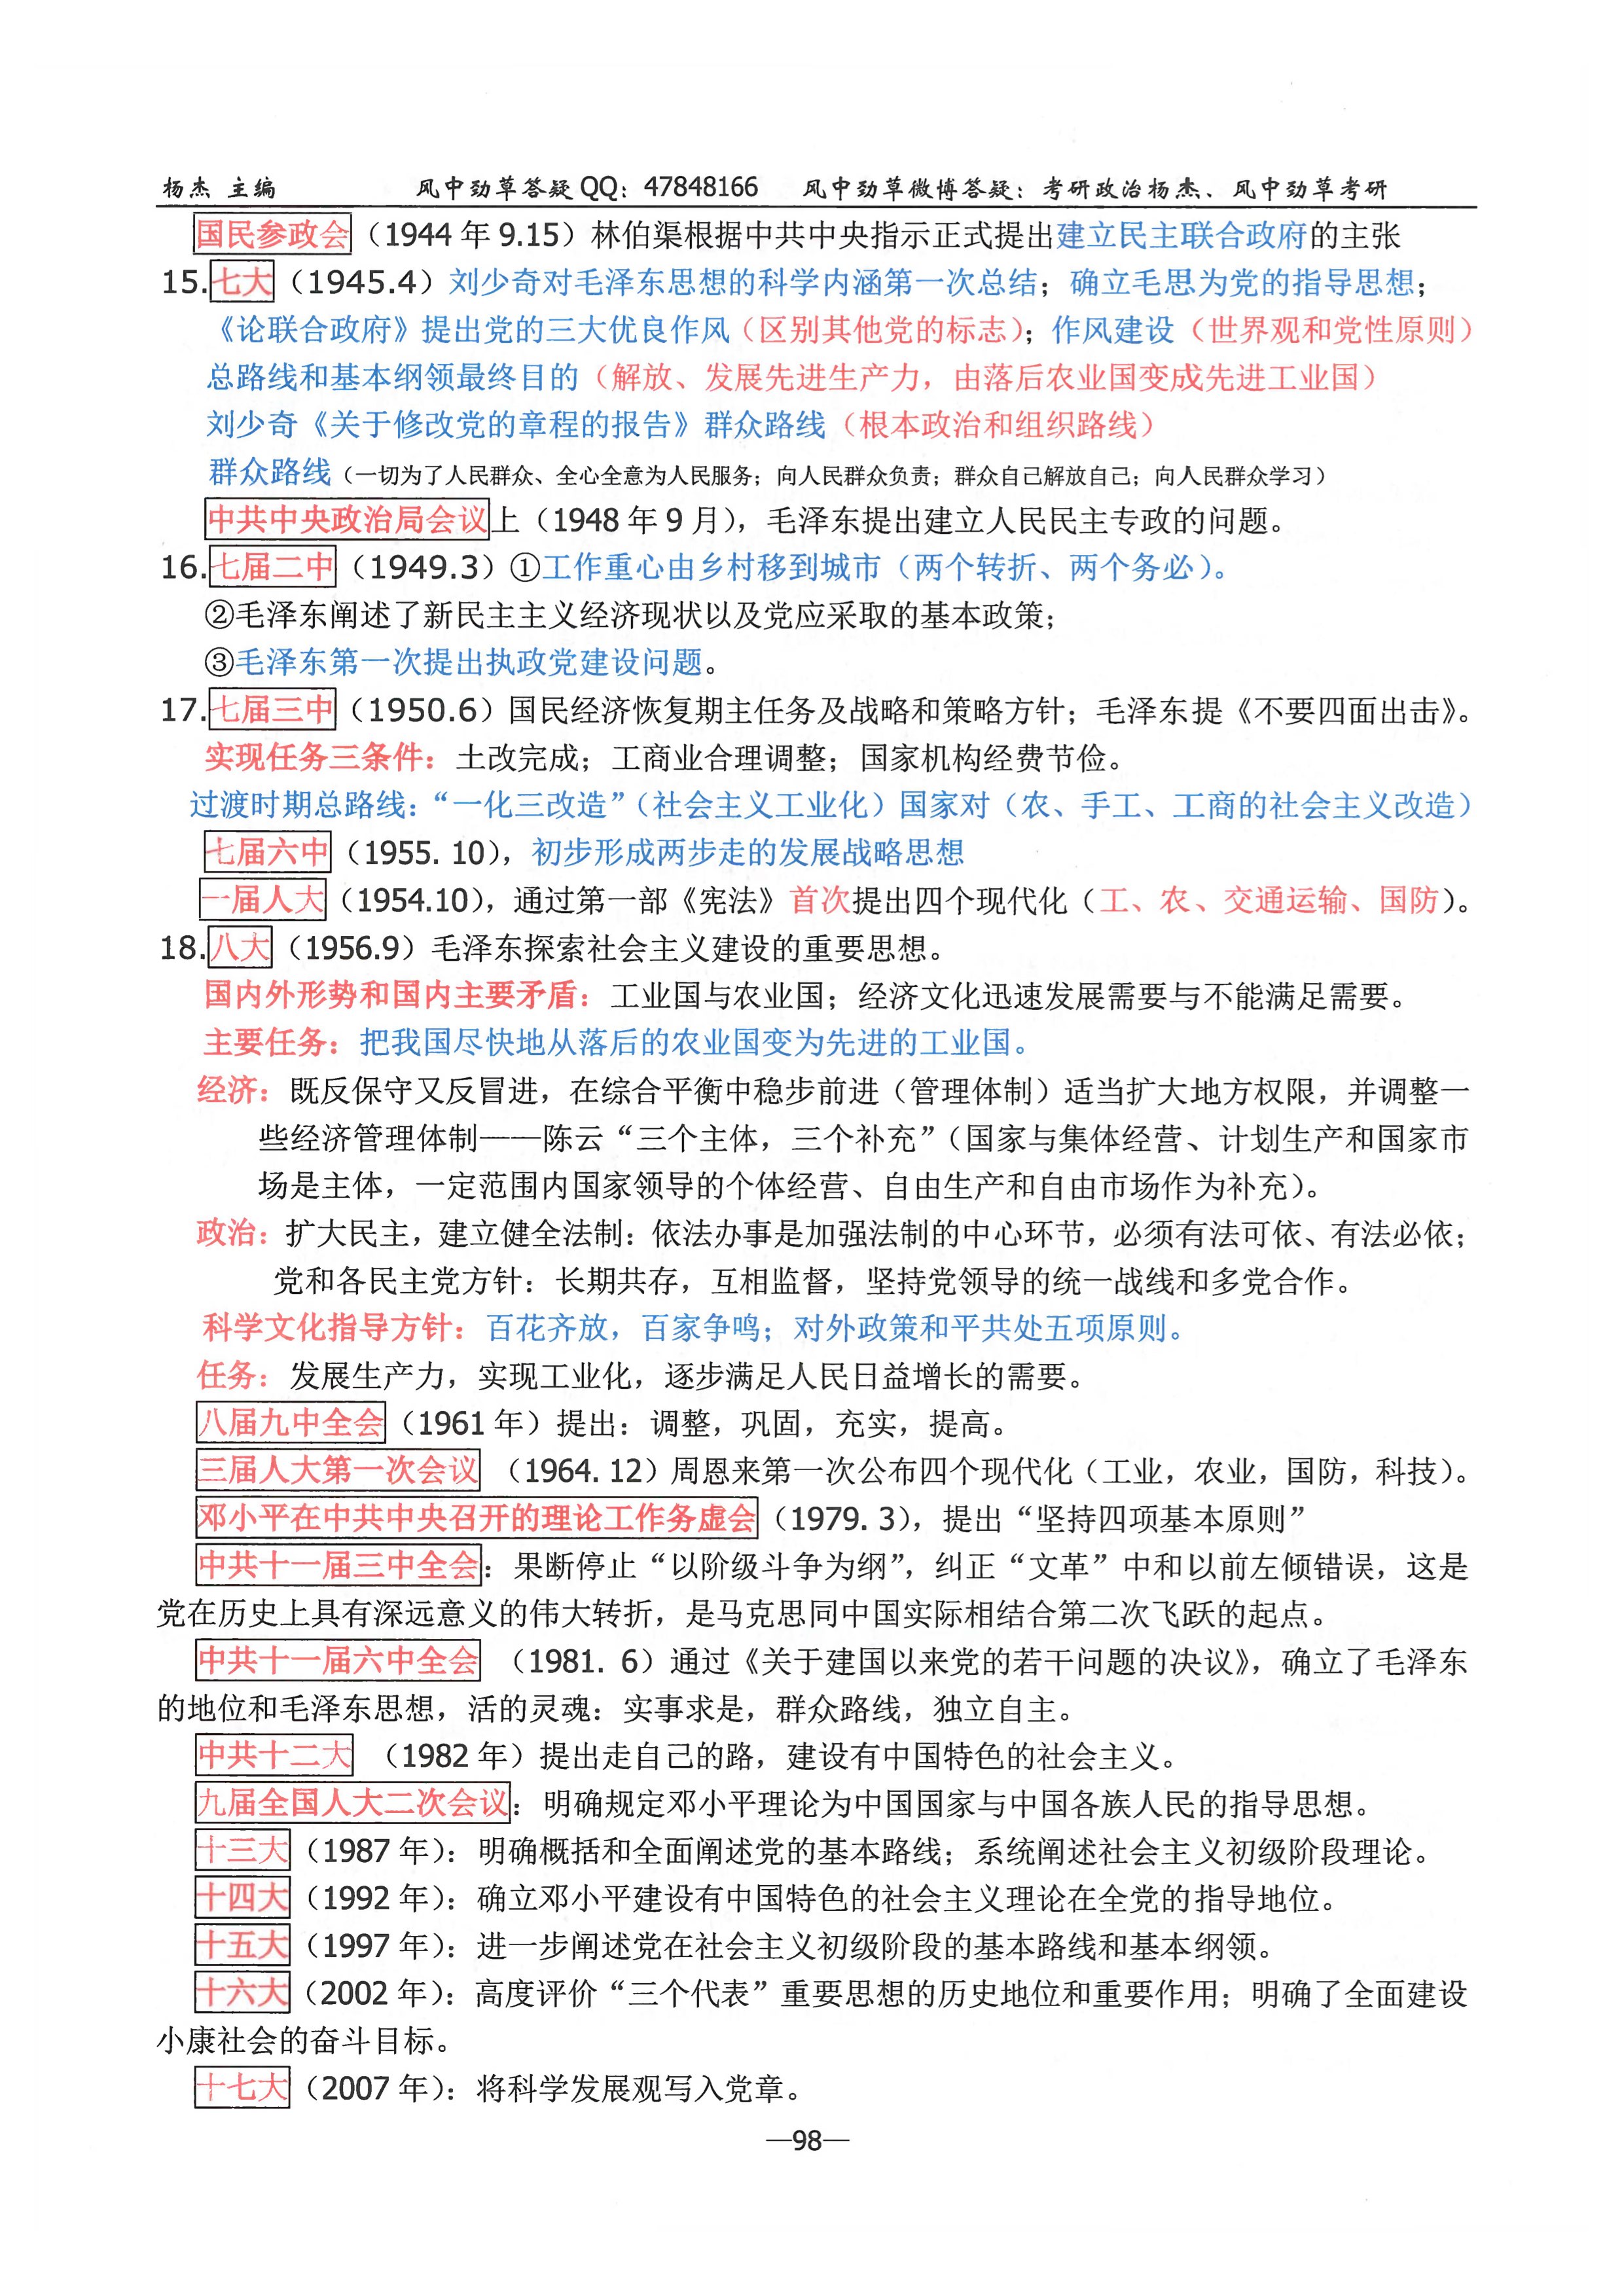 杨杰 主编 风中劲草答疑QQ：47848166 风中劲草微博答疑：考研政治杨杰、风中劲草考研
国民参政会（1944年9.15）林伯渠根据中共中央指示正式提出建立民主联合政府的主张
15.七大（1945.4）刘少奇对毛泽东思想的科学内涵第一次总结；确立毛思为党的指导思想；
《论联合政府》提出党的三大优良作风（区别其他党的标志）；作风建设（世界观和党性原则）
总路线和基本纲领最终目的（解放、发展先进生产力，由落后农业国变成先进工业国）
刘少奇《关于修改党的章程的报告》群众路线（根本政治和组织路线）
群众路线（一切为了人民群众、全心全意为人民服务；向人民群众负责；群众自己解放自己；向人民群众学习）
中共中央政治局会议上（1948年9月），毛泽东提出建立人民民主专政的问题。
16.七届二中（1949.3）①工作重心由乡村移到城市（两个转折、两个务必）。
②毛泽东阐述了新民主主义经济现状以及党应采取的基本政策；
③毛泽东第一次提出执政党建设问题。
17.七届三中（1950.6）国民经济恢复期主任务及战略和策略方针；毛泽东提《不要四面出击》。
实现任务三条件：土改完成；工商业合理调整；国家机构经费节俭。
过渡时期总路线：“一化三改造”（社会主义工业化）国家对（农、手工、工商的社会主义改造）
七届六中（1955. 10），初步形成两步走的发展战略思想
一届人大（1954.10），通过第一部《宪法》首次提出四个现代化（工、农、交通运输、国防）。
18.八大（1956.9）毛泽东探索社会主义建设的重要思想。
国内外形势和国内主要矛盾：工业国与农业国；经济文化迅速发展需要与不能满足需要。
主要任务：把我国尽快地从落后的农业国变为先进的工业国。
经济：既反保守又反冒进，在综合平衡中稳步前进（管理体制）适当扩大地方权限，并调整一
些经济管理体制——陈云“三个主体，三个补充”（国家与集体经营、计划生产和国家市
场是主体，一定范围内国家领导的个体经营、自由生产和自由市场作为补充）。
政治：扩大民主，建立健全法制：依法办事是加强法制的中心环节，必须有法可依、有法必依；
党和各民主党方针：长期共存，互相监督，坚持党领导的统一战线和多党合作。
科学文化指导方针：百花齐放，百家争鸣；对外政策和平共处五项原则。
任务：发展生产力，实现工业化，逐步满足人民日益增长的需要。
八届九中全会（1961年）提出：调整，巩固，充实，提高。
三届人大第一次会议（1964. 12）周恩来第一次公布四个现代化（工业，农业，国防，科技）。
邓小平在中共中央召开的理论工作务虚会（1979. 3），提出“坚持四项基本原则”
中共十一届三中全会：果断停止“以阶级斗争为纲”，纠正“文革”中和以前左倾错误，这是
党在历史上具有深远意义的伟大转折，是马克思同中国实际相结合第二次飞跃的起点。
中共十一届六中全会（1981. 6）通过《关于建国以来党的若干问题的决议》，确立了毛泽东
的地位和毛泽东思想，活的灵魂：实事求是，群众路线，独立自主。
中共十二大（1982年）提出走自己的路，建设有中国特色的社会主义。
九届全国人大二次会议：明确规定邓小平理论为中国国家与中国各族人民的指导思想。
十三大（1987年）：明确概括和全面阐述党的基本路线；系统阐述社会主义初级阶段理论。
十四大（1992年）：确立邓小平建设有中国特色的社会主义理论在全党的指导地位。
十五大（1997年）：进一步阐述党在社会主义初级阶段的基本路线和基本纲领。
十六大（2002年）：高度评价“三个代表”重要思想的历史地位和重要作用；明确了全面建设
小康社会的奋斗目标。
十七大（2007年）：将科学发展观写入党章。
—98—